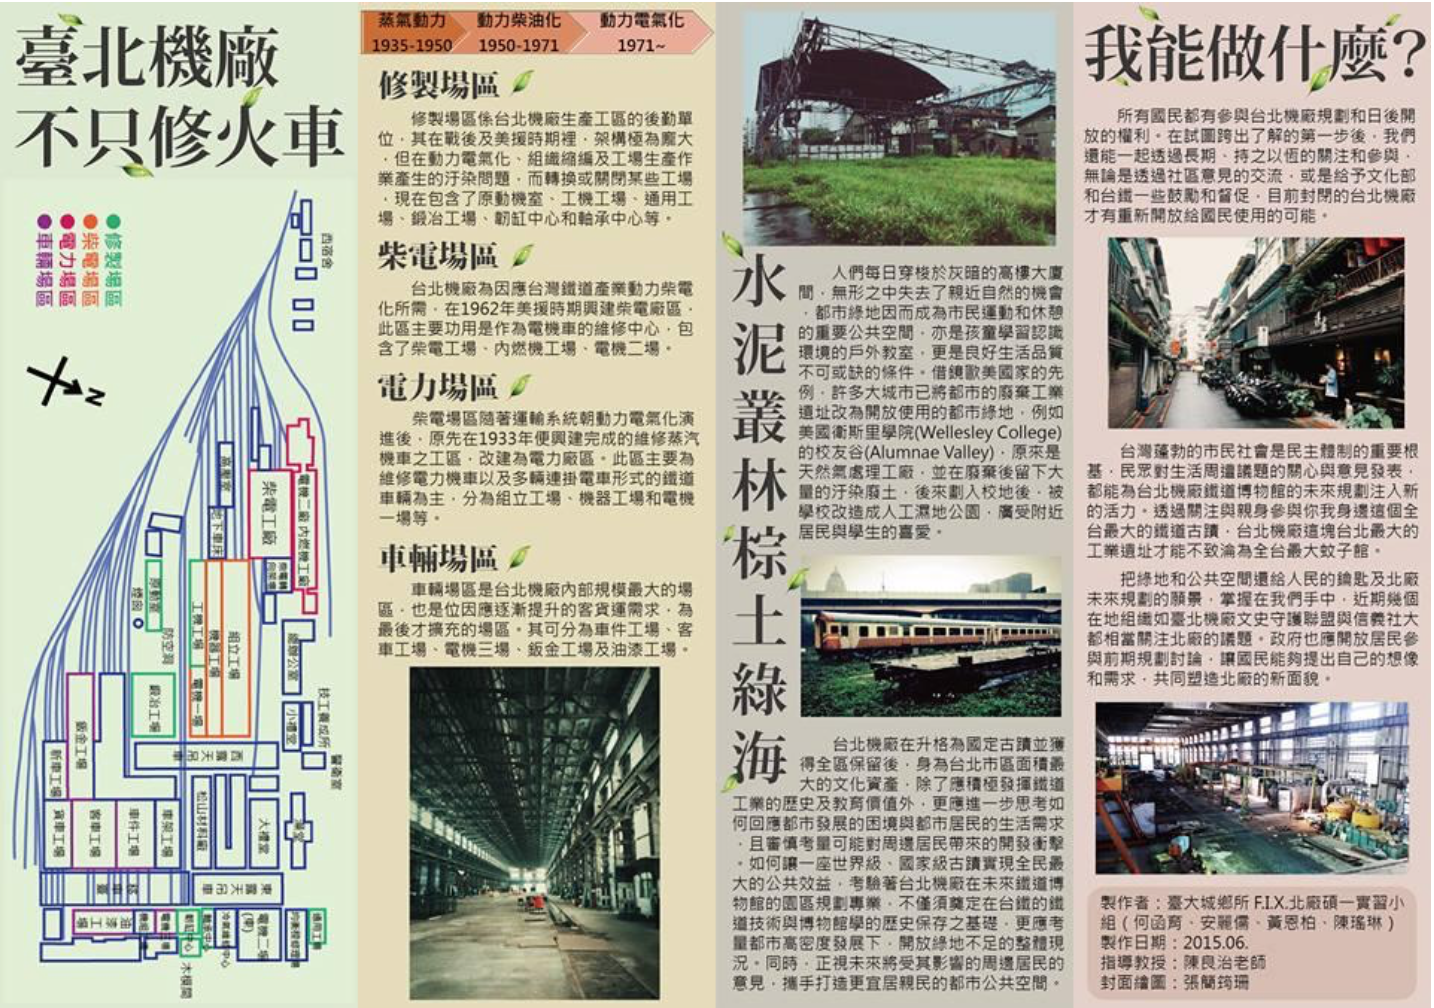 臺北機廠
不只修火車
修製場區
柴電場區
電力場區
車輛場區
西宿舍
N
高壓室
柴電工廠
地下車床
電機二廠 內燃機工廠
原動室
煙囪
防空洞
工機工場
機器工場
組立工場
電機一場
總辦公室
技工養成所
小禮堂
警衛室
鍛冶工場
鈑金工場
新車工場
西露天吊車
松山材料廠
大禮堂
澡堂
貨車工場
客車工場
車件工場
車架工場
移車臺
東露天吊車
油漆工場
電機二場
通用工場
木模間
蒸氣動力
1935-1950
動力柴油化
1950-1971
動力電氣化
1971~
修製場區
修製場區係台北機廠生產工區的後勤單
位，其在戰後及美援時期裡，架構極為龐大
，但在動力電氣化、組織縮編及工場生產作
業產生的汙染問題，而轉換或關閉某些工場
，現在包含了原動機室、工機工場、通用工
場、鍛冶工場、韌缸中心和軸承中心等。
柴電場區
台北機廠為因應台灣鐵道產業動力柴電
化所需，在1962年美援時期興建柴電廠區，
此區主要功用是作為電機車的維修中心，包
含了柴電工場、內燃機工場、電機二場。
電力場區
柴電場區隨著運輸系統朝動力電氣化演
進後，原先在1933年便興建完成的維修蒸汽
機車之工區，改建為電力廠區。此區主要為
維修電力機車以及多輛連掛電車形式的鐵道
車輛為主，分為組立工場、機器工場和電機
一場等。
車輛場區
車輛場區是台北機廠內部規模最大的場
區，也是位因應逐漸提升的客貨運需求，為
最後才擴充的場區。其可分為車件工場、客
車工場、電機三場、鈑金工場及油漆工場。
水泥叢林棕土綠海
人們每日穿梭於灰暗的高樓大廈
間，無形之中失去了親近自然的機會
，都市綠地因而成為市民運動和休憩
的重要公共空間，亦是孩童學習認識
環境的戶外教室，更是良好生活品質
不可或缺的條件。借鏡歐美國家的先
例，許多大城市已將都市的廢棄工業
遺址改為開放使用的都市綠地，例如
美國衛斯里學院(Wellesley College)
的校友谷(Alumnae Valley)，原來是
天然氣處理工廠，並在廢棄後留下大
量的汙染廢土，後來劃入校地後，被
學校改造成人工濕地公園，廣受附近
居民與學生的喜愛。
台北機廠在升格為國定古蹟並獲
得全區保留後，身為台北市區面積最
大的文化資產，除了應積極發揮鐵道
工業的歷史及教育價值外，更應進一步思考如
何回應都市發展的困境與都市居民的生活需求
，且審慎考量可能對周邊居民帶來的開發衝擊
。如何讓一座世界級、國家級古蹟實現全民最
大的公共效益，考驗著台北機廠在未來鐵道博
物館的園區規劃專業，不僅須奠定在台鐵的鐵
道技術與博物館學的歷史保存之基礎，更應考
量都市高密度發展下，開放綠地不足的整體現
況。同時，正視未來將受其影響的周邊居民的
意見，攜手打造更宜居親民的都市公共空間。
我能做什麼?
所有國民都有參與台北機廠規劃和日後開
放的權利。在試圖跨出了解的第一步後，我們
還能一起透過長期、持之以恆的關注和參與，
無論是透過社區意見的交流，或是給予文化部
和台鐵一些鼓勵和督促，目前封閉的台北機廠
才有重新開放給國民使用的可能。
台灣蓬勃的市民社會是民主體制的重要根
基，民眾對生活周遭議題的關心與意見發表，
都能為台北機廠鐵道博物館的未來規劃注入新
的活力。透過關注與親身參與你我身邊這個全
台最大的鐵道古蹟，台北機廠這塊台北最大的
工業遺址才能不致淪為全台最大蚊子館。
把綠地和公共空間還給人民的鑰匙及北廠
未來規劃的願景，掌握在我們手中，近期幾個
在地組織如臺北機廠文史守護聯盟與信義社大
都相當關注北廠的議題。政府也應開放居民參
與前期規劃討論，讓國民能夠提出自己的想像
和需求，共同塑造北廠的新面貌。
製作者：臺大城鄉所 F.I.X.北廠碩一實習小
組（何函育、安麗儒、黃恩柏、陳瑤琳）
製作日期：2015.06.
指導教授：陳良治老師
封面繪圖：張簡筠珊